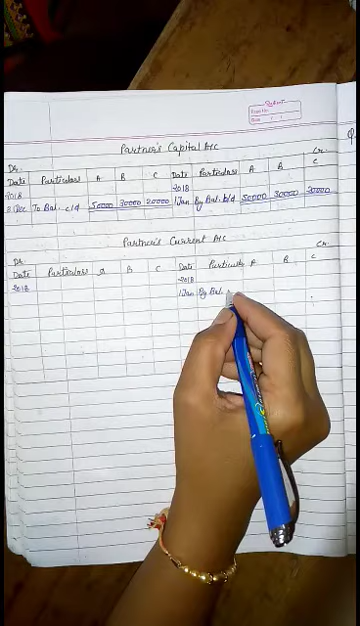 Partner's Capital A/c
Dr. Cr.
Date Particulars A B C Date Particulars A B C
2018 2018
31 Dec To Bal. c/d 50000 30000 20000 1 Jan By Bal. b/d 50000 30000 20000
Partner's Current A/c
Dr. Cr.
Date Particulars A B C Date Particulars A B C
2018 2018
1 Jan By Bal.